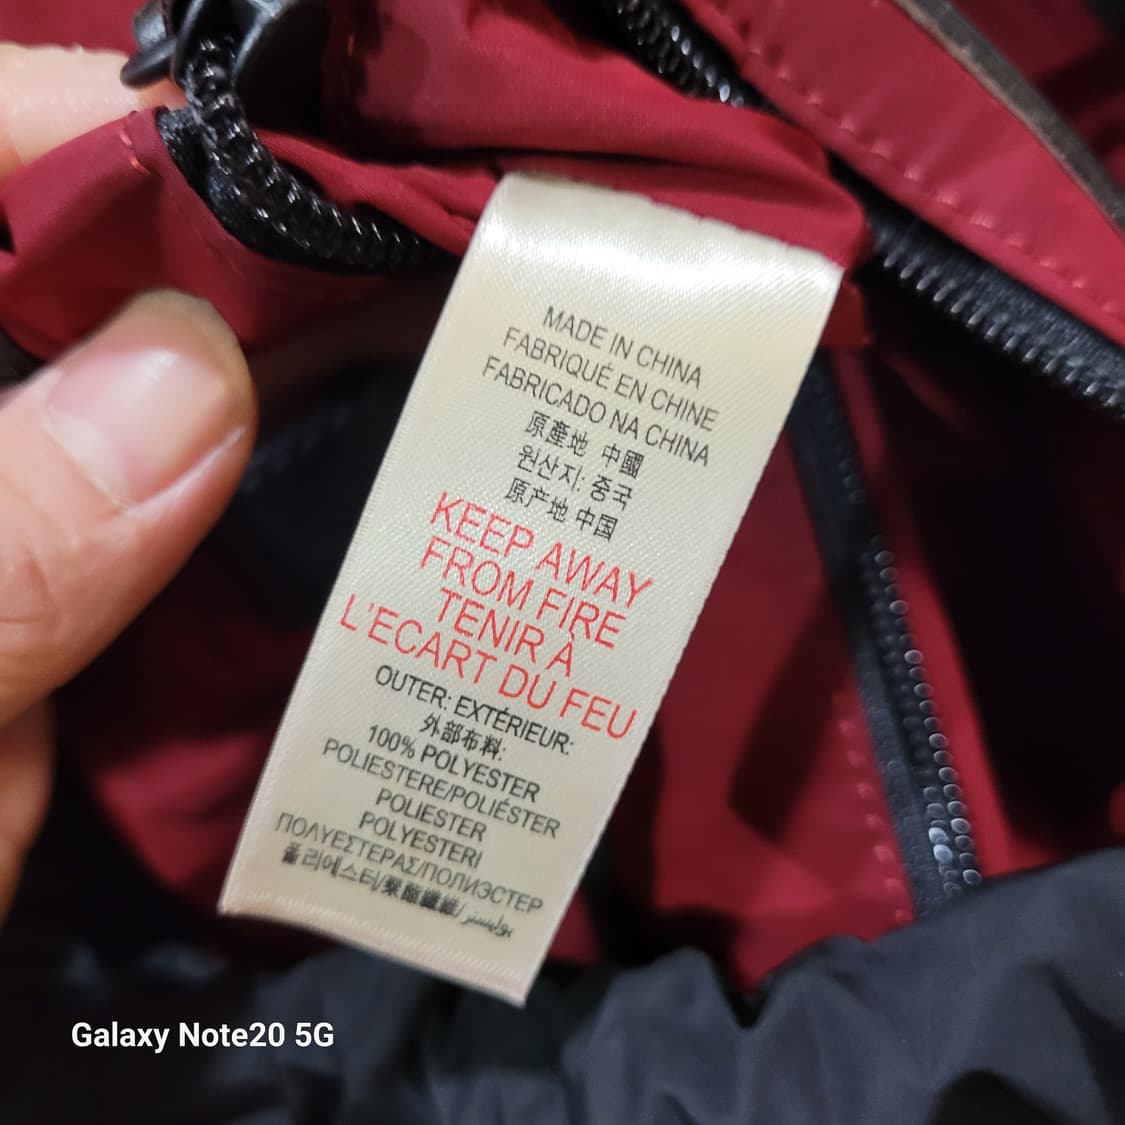 MADE IN CHINA
FABRIQUÉ EN CHINE
FABRICADO NA CHINA
原產地 中國
원산지: 중국
原产地 中国
KEEP AWAY
FROM FIRE
TENIR À
L'ECART DU FEU
OUTER: EXTÉRIEUR:
外部布料:
100% POLYESTER
POLIESTERE/POLIÉSTER
POLIESTER
POLYESTERI
ΠΟΛΥΕΣΤΕΡΑΣ/ПОЛИЭСТЕР
폴리에스터/聚酯纖維/بوليستر
Galaxy Note20 5G